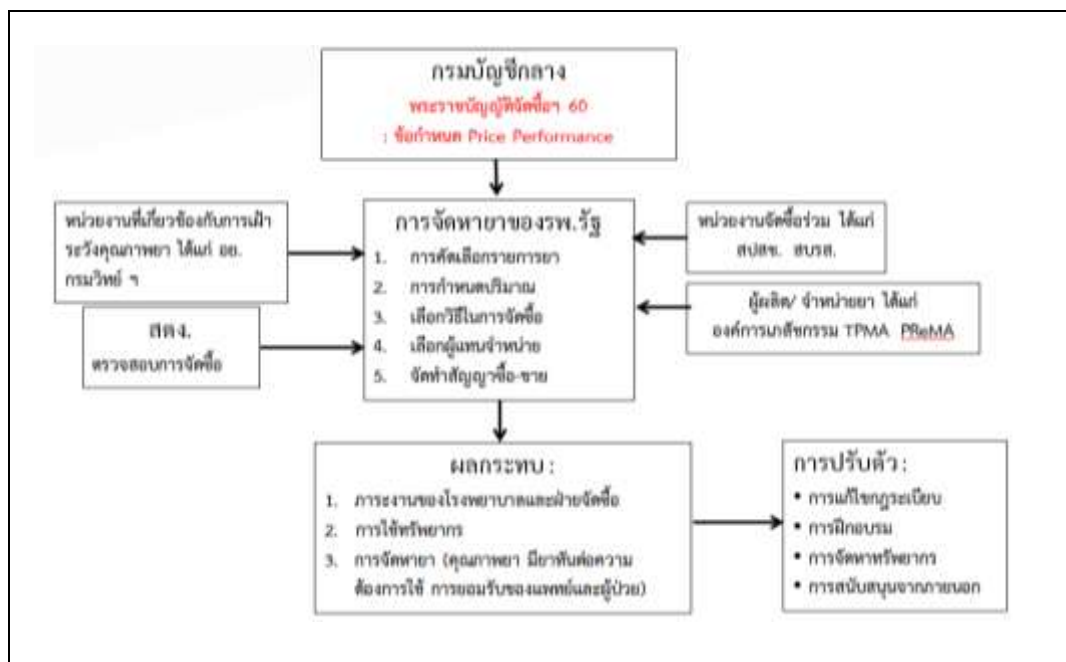 กรมบัญชีกลาง
พระราชบัญญัติจัดซื้อฯ 60
: ข้อกำหนด Price Performance
หน่วยงานที่เกี่ยวข้องกับการเฝ้า
ระวังคุณภาพยา ได้แก่ อย.
กรมวิทย์ ฯ
สตง.
ตรวจสอบการจัดซื้อ
การจัดหายาของรพ.รัฐ
1. การคัดเลือกรายการยา
2. การกำหนดปริมาณ
3. เลือกวิธีในการจัดซื้อ
4. เลือกผู้แทนจำหน่าย
5. จัดทำสัญญาซื้อ-ขาย
หน่วยงานจัดซื้อร่วม ได้แก่
สปสช. สบรส.
ผู้ผลิต/ จำหน่ายยา ได้แก่
องค์การเภสัชกรรม TPMA PReMA
ผลกระทบ :
1. ภาระงานของโรงพยาบาลและฝ่ายจัดซื้อ
2. การใช้ทรัพยากร
3. การจัดหายา (คุณภาพยา มียาทันต่อความ
ต้องการใช้ การยอมรับของแพทย์และผู้ป่วย)
การปรับตัว :
• การแก้ไขกฎระเบียบ
• การฝึกอบรม
• การจัดหาทรัพยากร
• การสนับสนุนจากภายนอก